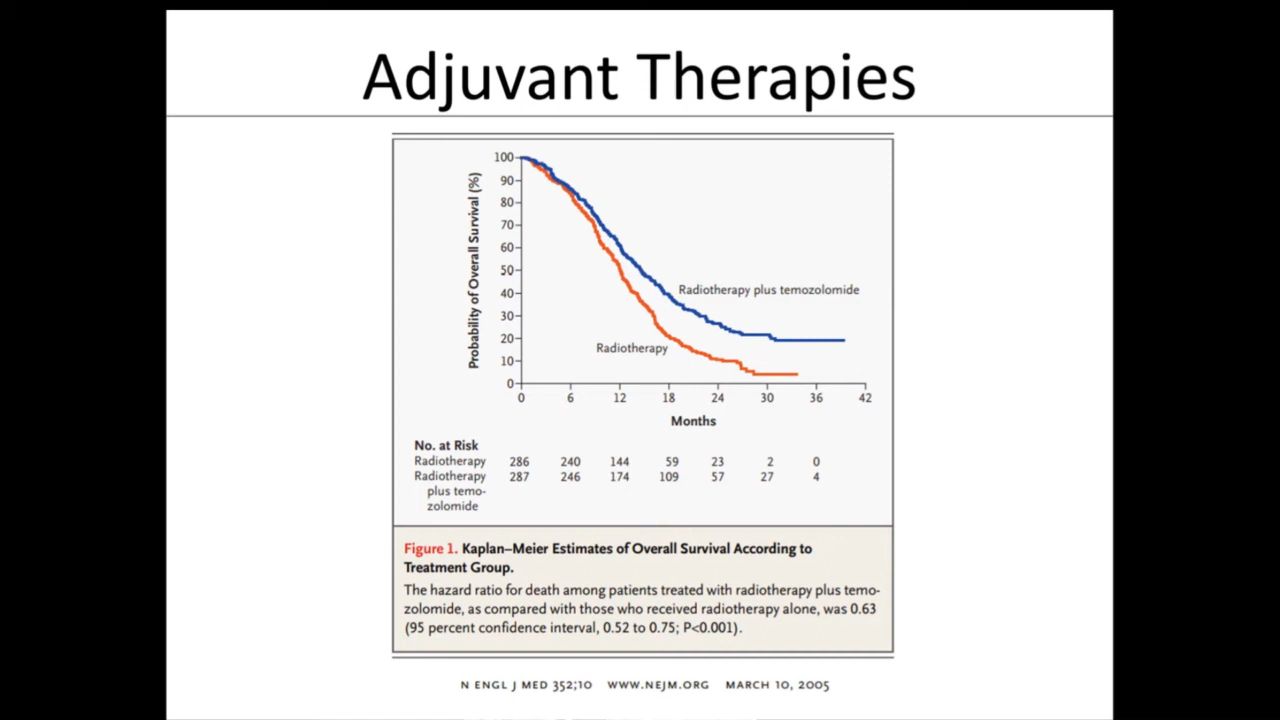 Adjuvant Therapies
Probability of Overall Survival (%)
100
90
80
70
60
50
40
30
20
10
0
Radiotherapy plus temozolomide
Radiotherapy
0 6 12 18 24 30 36 42
Months
No. at Risk
Radiotherapy 286 240 144 59 23 2 0
Radiotherapy 287 246 174 109 57 27 4
plus temo-
zolomide
Figure 1. Kaplan–Meier Estimates of Overall Survival According to
Treatment Group.
The hazard ratio for death among patients treated with radiotherapy plus temo-
zolomide, as compared with those who received radiotherapy alone, was 0.63
(95 percent confidence interval, 0.52 to 0.75; P<0.001).
N ENGL J MED 352;10 WWW.NEJM.ORG MARCH 10, 2005